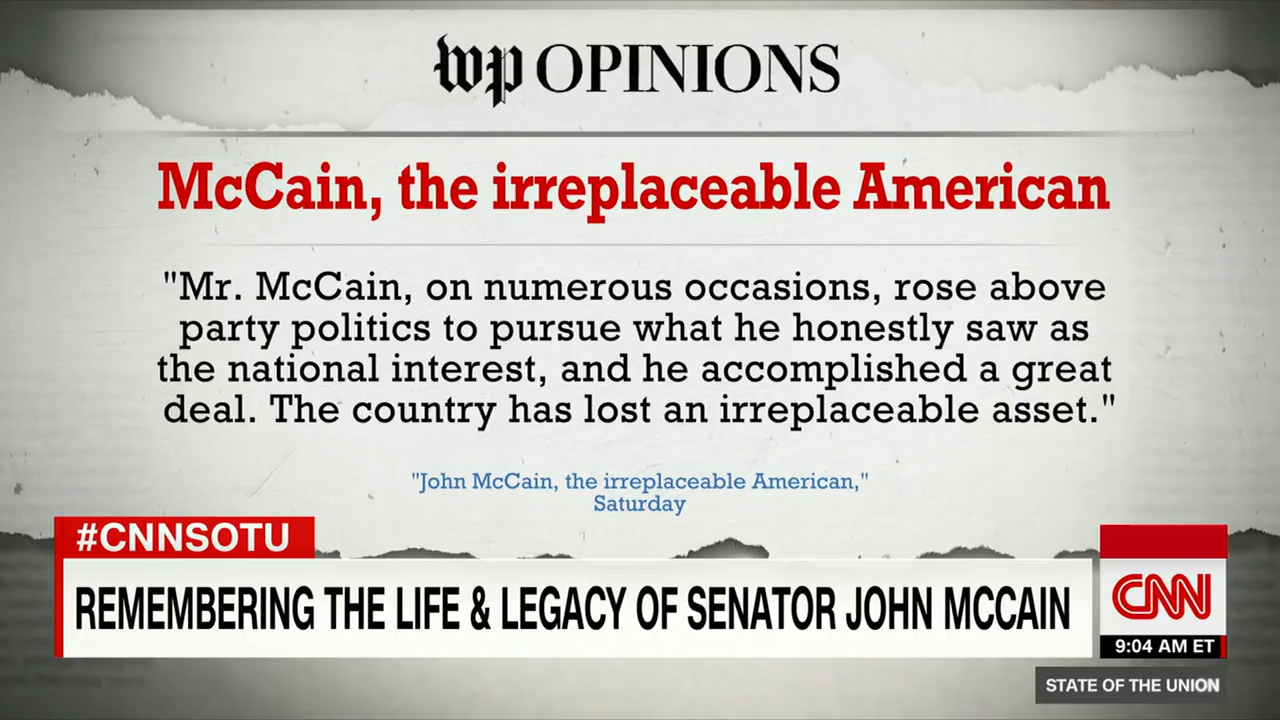 wp OPINIONS
McCain, the irreplaceable American
"Mr. McCain, on numerous occasions, rose above
party politics to pursue what he honestly saw as
the national interest, and he accomplished a great
deal. The country has lost an irreplaceable asset."
"John McCain, the irreplaceable American,"
Saturday
#CNNSOTU
REMEMBERING THE LIFE & LEGACY OF SENATOR JOHN MCCAIN
CNN
9:04 AM ET
STATE OF THE UNION